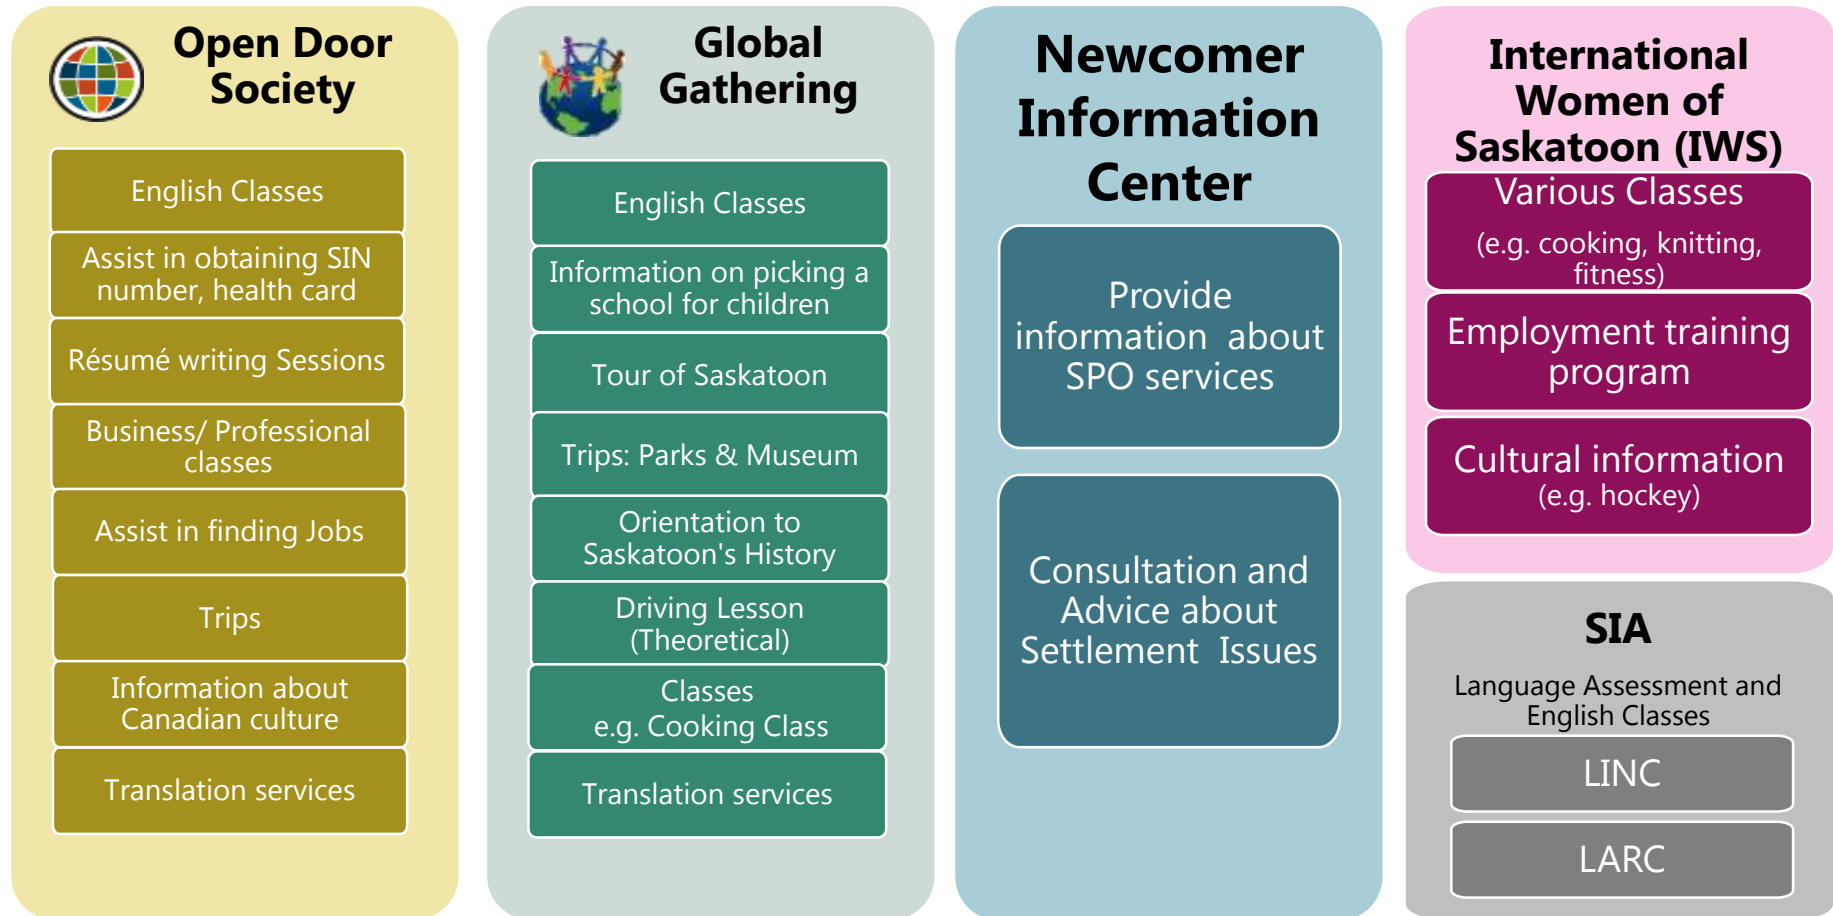 Open Door
Society
English Classes
Assist in obtaining SIN
number, health card
Résumé writing Sessions
Business/ Professional
classes
Assist in finding Jobs
Trips
Information about
Canadian culture
Translation services
Global
Gathering
English Classes
Information on picking a
school for children
Tour of Saskatoon
Trips: Parks & Museum
Orientation to
Saskatoon's History
Driving Lesson
(Theoretical)
Classes
e.g. Cooking Class
Translation services
Newcomer
Information
Center
Provide
information about
SPO services
Consultation and
Advice about
Settlement Issues
International
Women of
Saskatoon (IWS)
Various Classes
(e.g. cooking, knitting,
fitness)
Employment training
program
Cultural information
(e.g. hockey)
SIA
Language Assessment and
English Classes
LINC
LARC